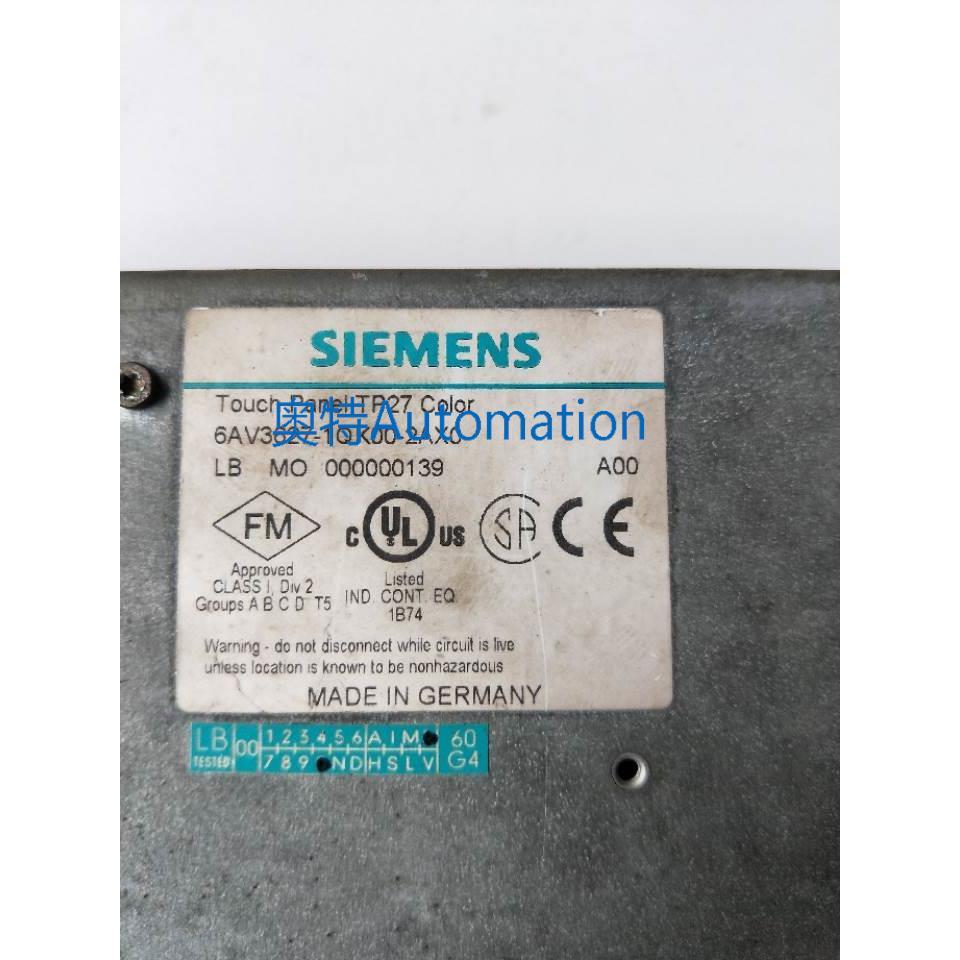 SIEMENS
Touch Panel TP27 Color
奥特Automation
6AV3627-1QK00-2AX0
LB MO 000000139 A00
FM
c UL US SA CE
Approved
CLASS I, Div 2
Groups A B C D T5
Listed
IND. CONT. EQ.
1B74
Warning - do not disconnect while circuit is live
unless location is known to be nonhazardous
MADE IN GERMANY
LB 00 1 2 3 4 5 6 A I M 60
TESTED 7 8 9 N D H S L V G4